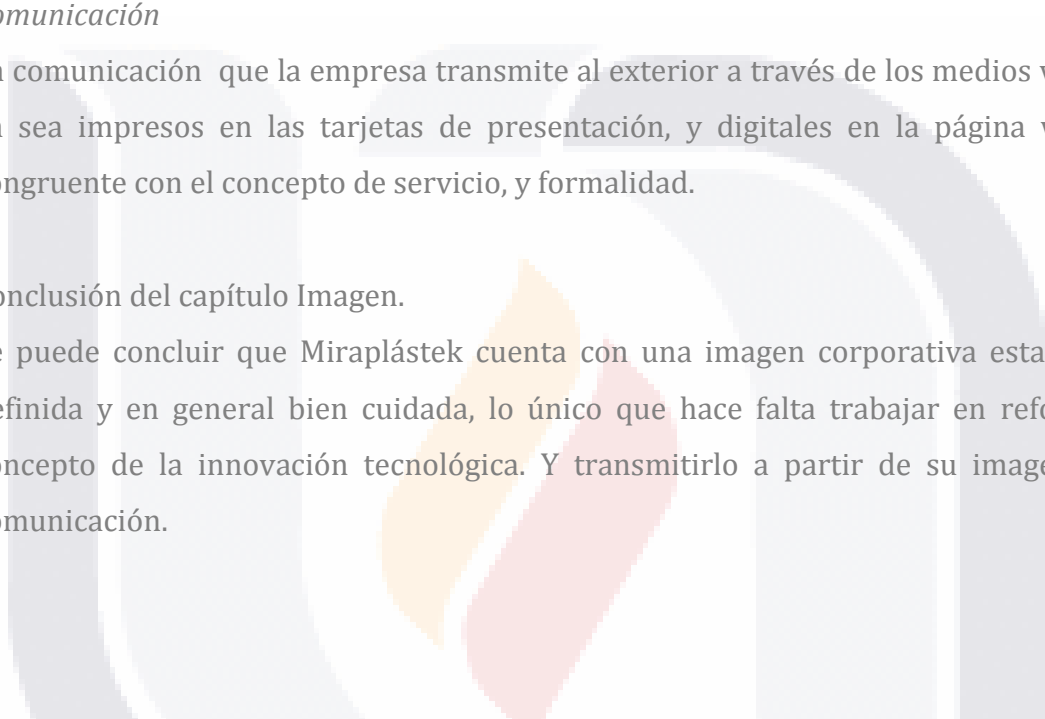 omunicación
comunicación que la empresa transmite al exterior a través de los medios
sea impresos en las tarjetas de presentación, y digitales en la página
ongruente con el concepto de servicio, y formalidad.
onclusión del capítulo Imagen.
e puede concluir que Miraplástek cuenta con una imagen corporativa esta
efinida y en general bien cuidada, lo único que hace falta trabajar en refo
oncepto de la innovación tecnológica. Y transmitirlo a partir de su image
omunicación.